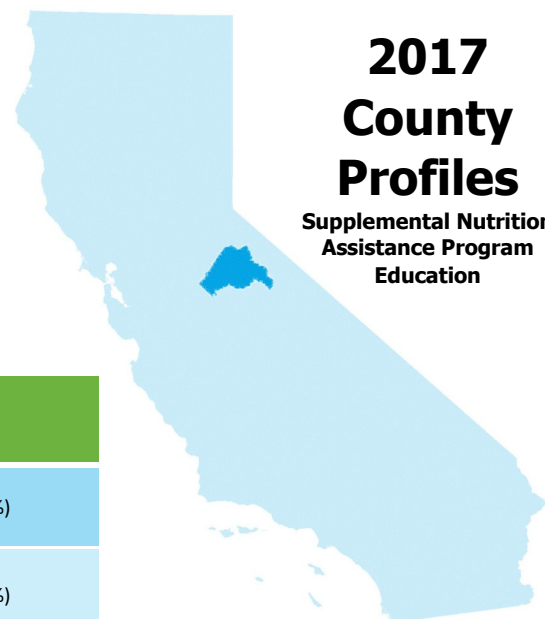 2017
County
Profiles
Supplemental Nutrition
Assistance Program
Education
%)
%)